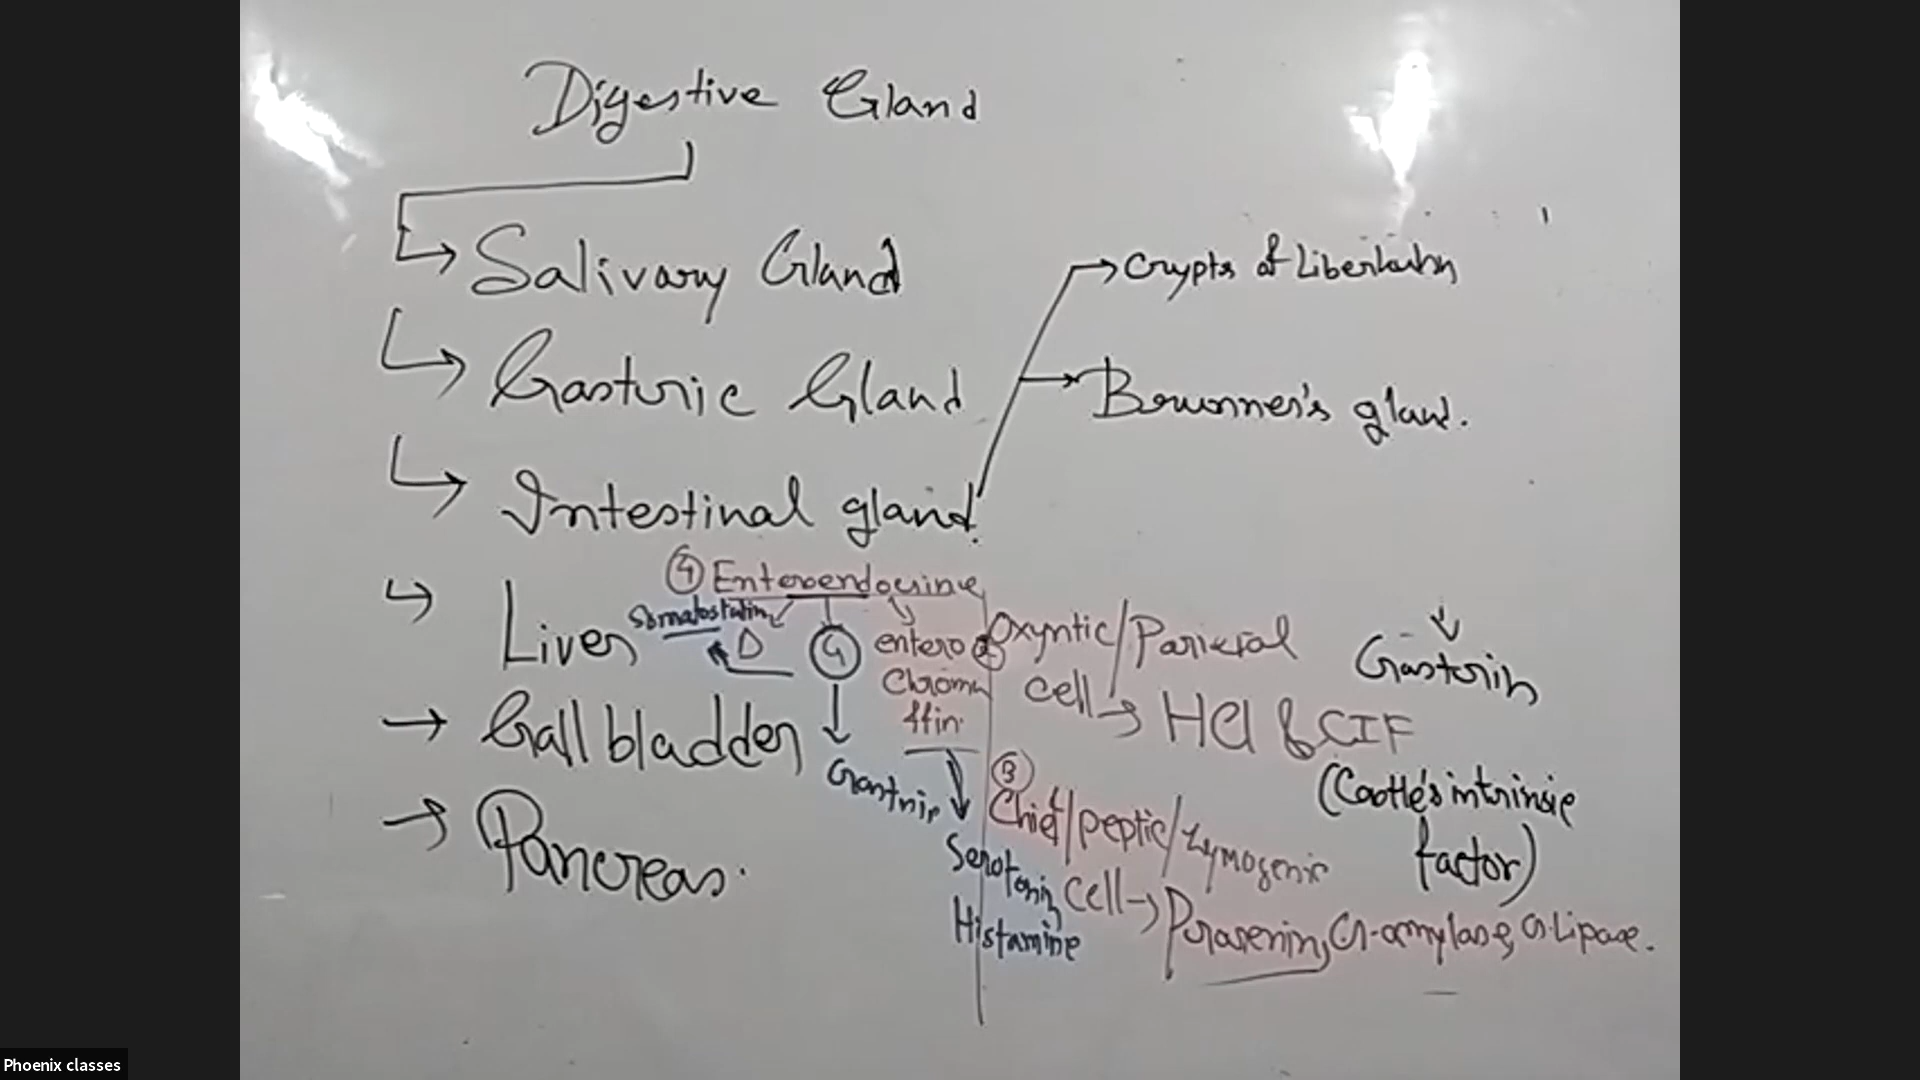 Digestive Gland
Salivary Gland
Gastric Gland
Intestinal gland.
Crypts of Liberkuhn
Brunner's gland.
Liver
Gall bladder
Pancreas.
4 Enteroendocrine
Somatostatin
D G entero
Chroma
ffin.
Gastrin
Serotonin
Histamine
Oxyntic/Parietal
cell → HCl & CIF
(Castle's intrinsic
factor)
Gastrin
3
Chief/peptic/zymogenic
Cell → Prorenin, G-amylase, G-Lipase.
Phoenix classes